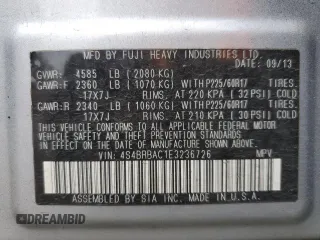 MFD. BY FUJI HEAVY INDUSTRIES LTD.
DATE: 09/13
GVWR: 4585 LB (2080 KG)
GAWR:F 2360 LB (1070 KG) WITH P225/60R17 TIRES,
17X7J RIMS, AT 220 KPA (32 PSI) COLD
GAWR:R 2340 LB (1060 KG) WITH P225/60R17 TIRES,
17X7J RIMS, AT 210 KPA (30 PSI) COLD
THIS VEHICLE CONFORMS TO ALL APPLICABLE
U.S. FEDERAL MOTOR VEHICLE SAFETY AND
THEFT PREVENTION STANDARDS IN EFFECT ON
THE DATE OF MANUFACTURE SHOWN ABOVE.
VIN: 4S4BRBAC1E3236726 MPV
ASSEMBLED BY SIA INC. MADE IN U.S.A.
DREAMBID